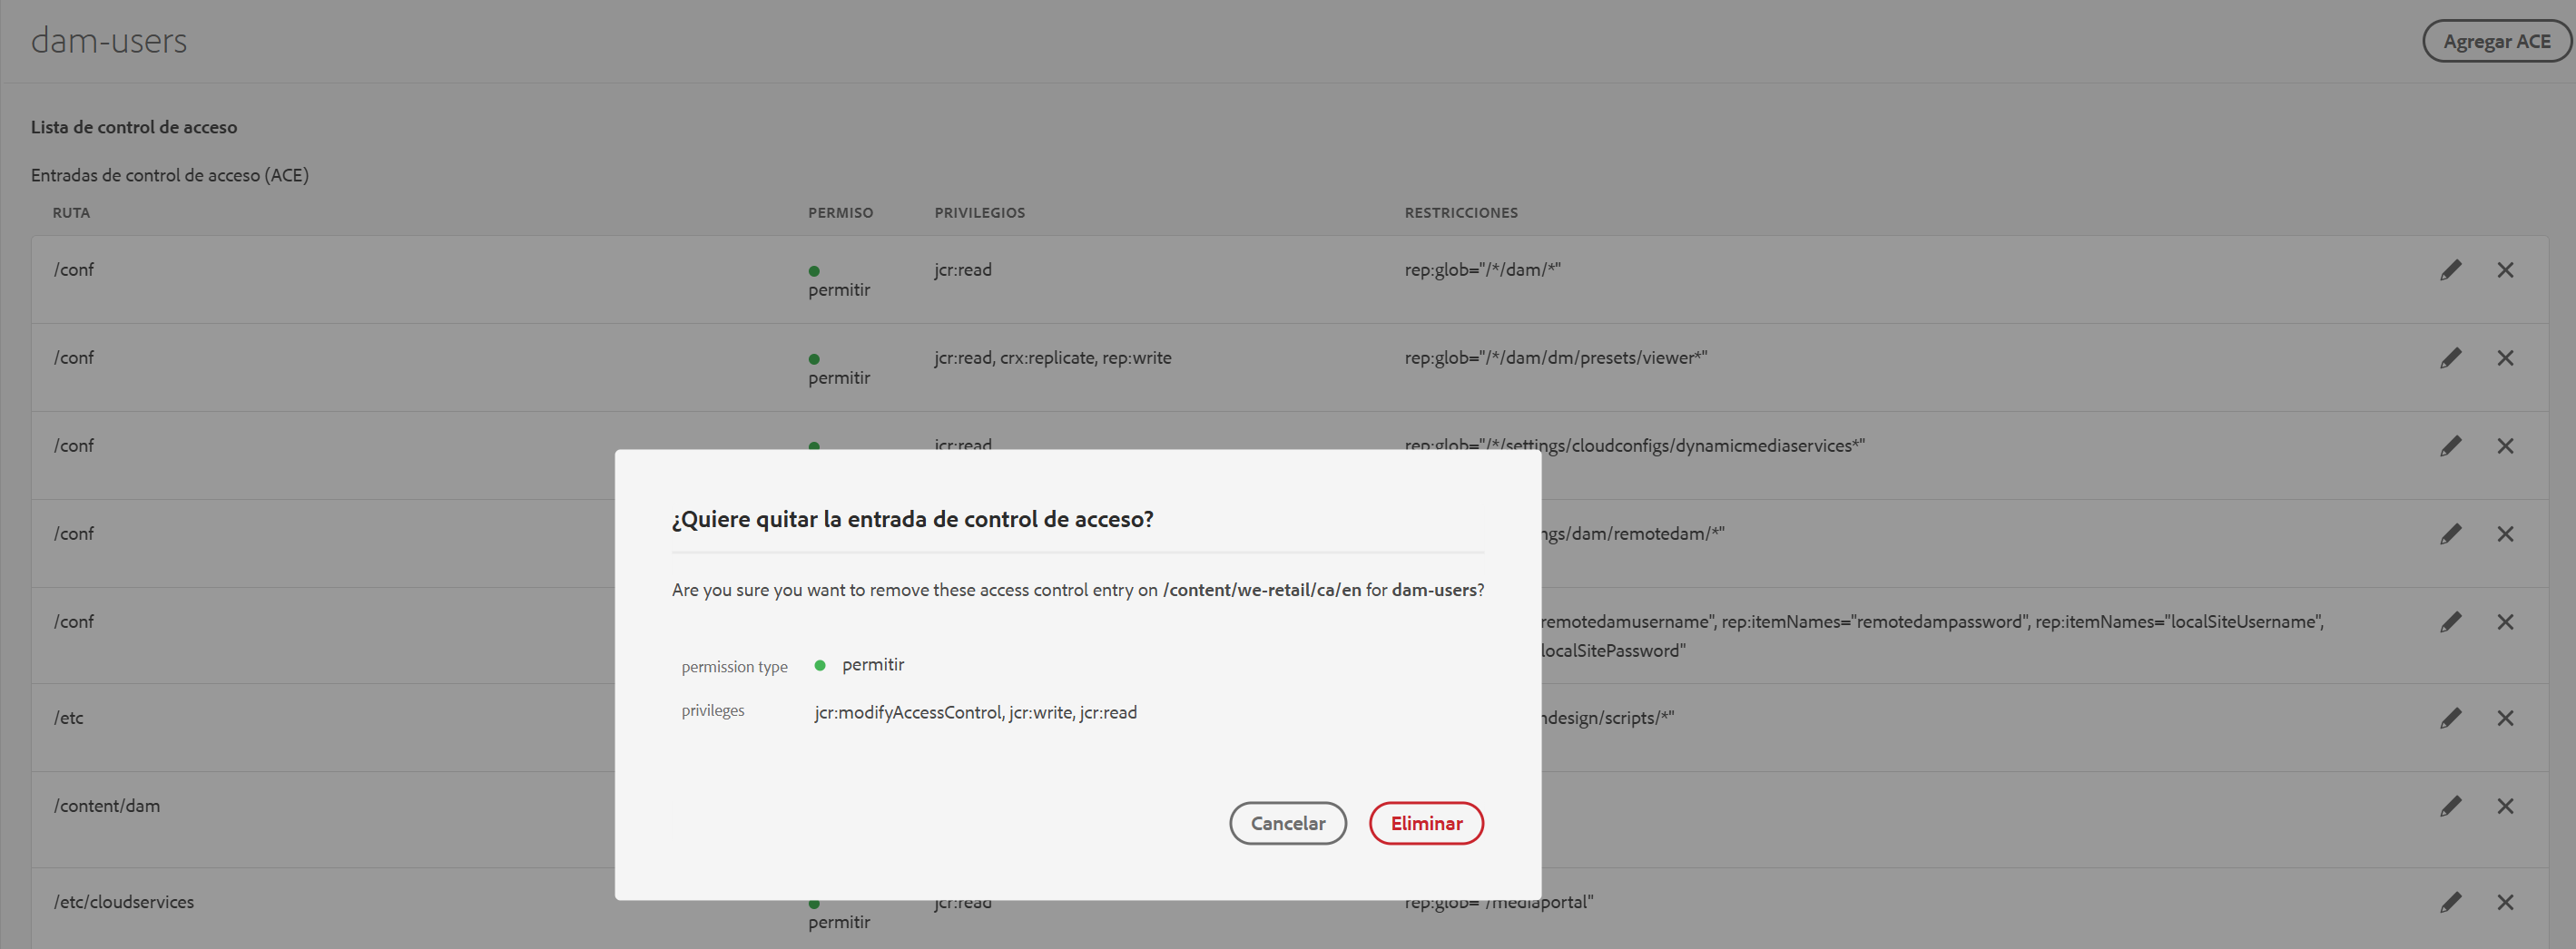 dam-users
Agregar ACE
Lista de control de acceso
Entradas de control de acceso (ACE)
RUTA PERMISO PRIVILEGIOS RESTRICCIONES
/conf permitir jcr:read rep:glob="/*/dam/*"
/conf permitir jcr:read, crx:replicate, rep:write rep:glob="/*/dam/dm/presets/viewer*"
/conf jcr:read rep:glob="/*/settings/cloudconfigs/dynamicmediaservices*"
/conf ngs/dam/remotedam/*"
/conf remotedamusername", rep:itemNames="remotedampassword", rep:itemNames="localSiteUsername",
localSitePassword"
/etc ndesign/scripts/*"
/content/dam
/etc/cloudservices permitir jcr:read rep:glob="/mediaportal"
¿Quiere quitar la entrada de control de acceso?
Are you sure you want to remove these access control entry on /content/we-retail/ca/en for dam-users?
permission type permitir
privileges jcr:modifyAccessControl, jcr:write, jcr:read
Cancelar Eliminar